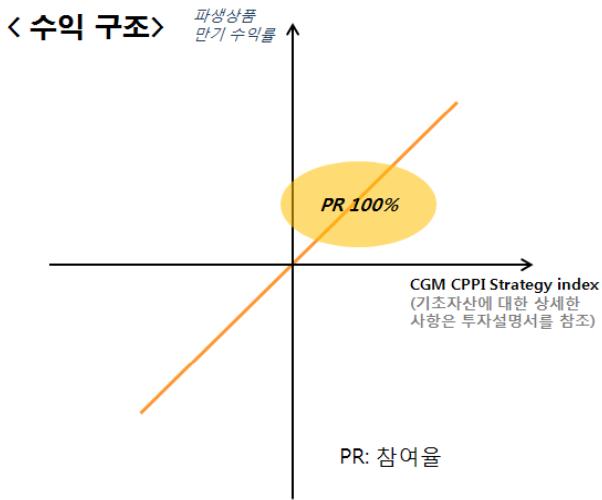 < 수익 구조>
파생상품
만기 수익률
PR 100%
CGM CPPI Strategy index
(기초자산에 대한 상세한
사항은 투자설명서를 참조)
PR: 참여율